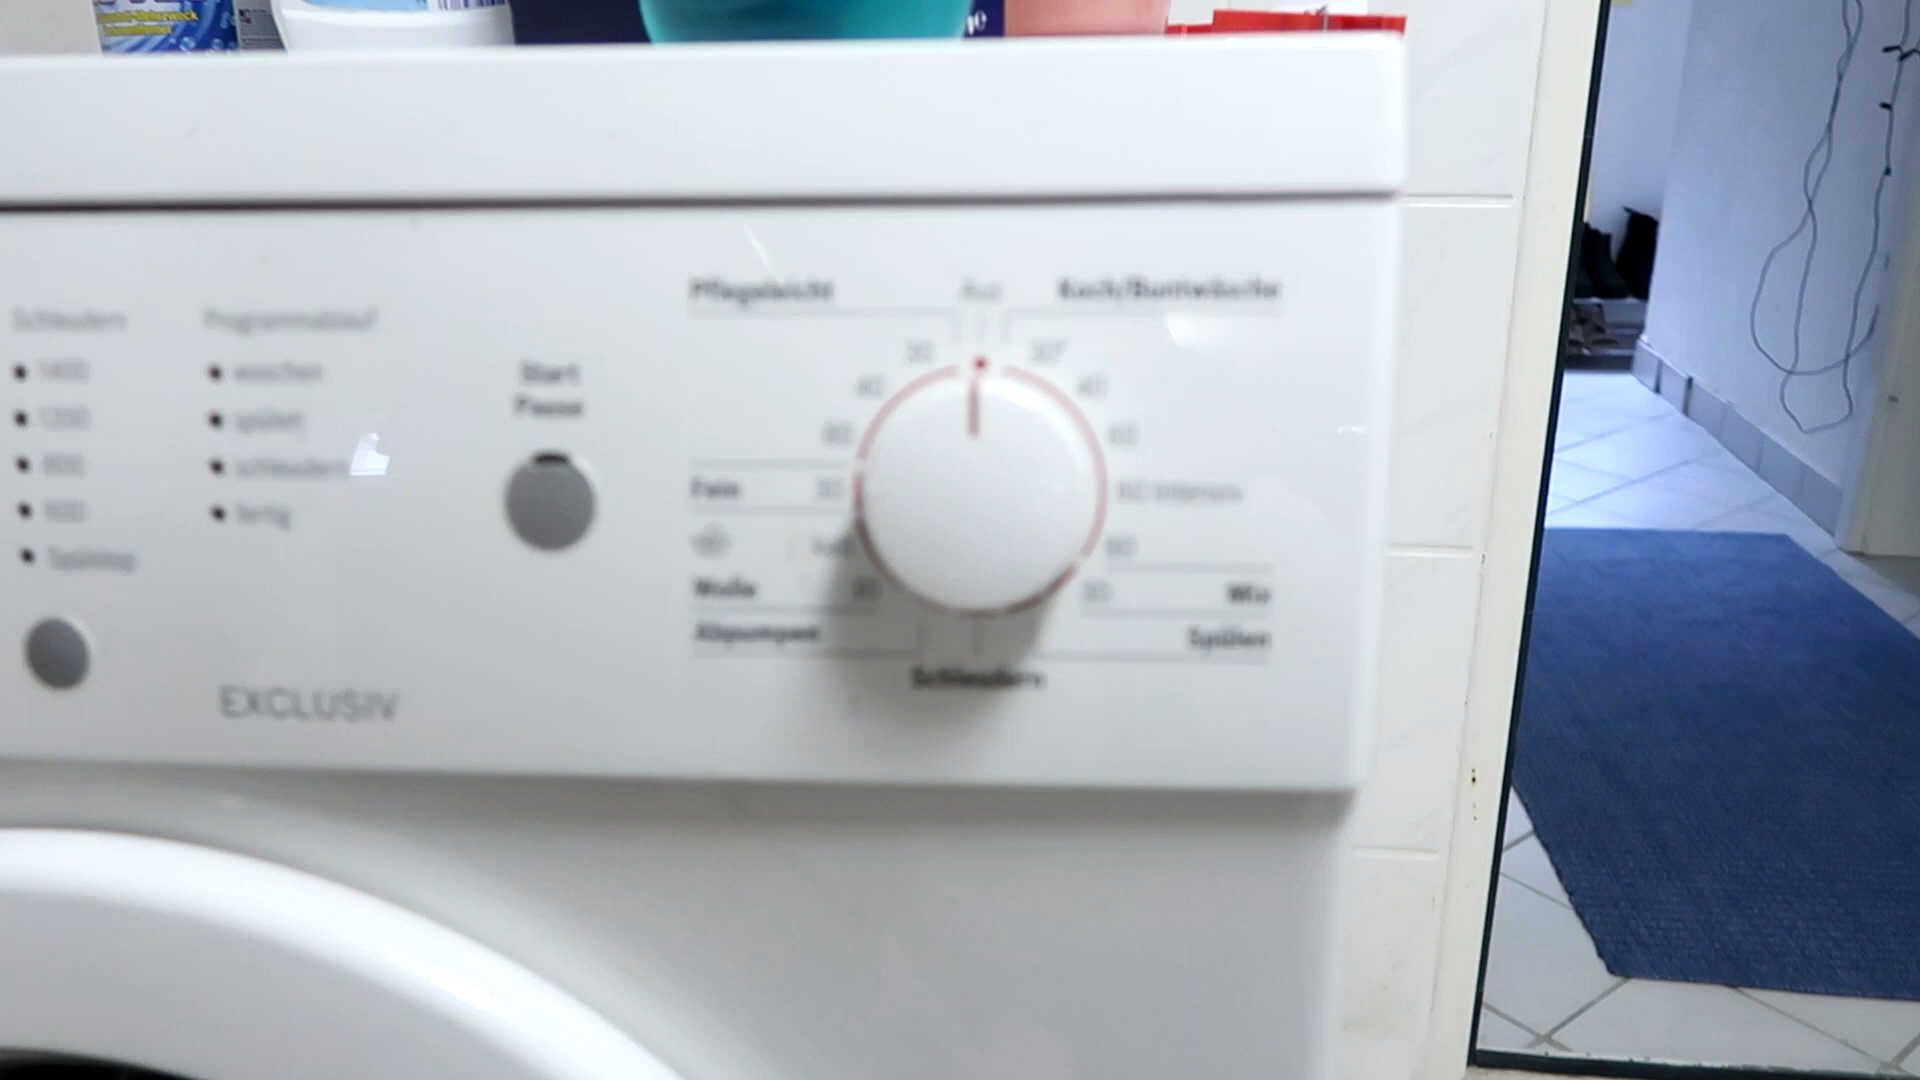 Pflegeleicht
Aus
Koch/Buntwäsche
Schleudern
Programmablauf
1400
waschen
1200
spülen
800
schleudern
600
fertig
Spülstop
Start
Pause
30
30°
40
40
60
60
Fein
30
60 Intensiv
90
Wolle
30
30
Mix
Abpumpen
Spülen
Schleudern
EXCLUSIV